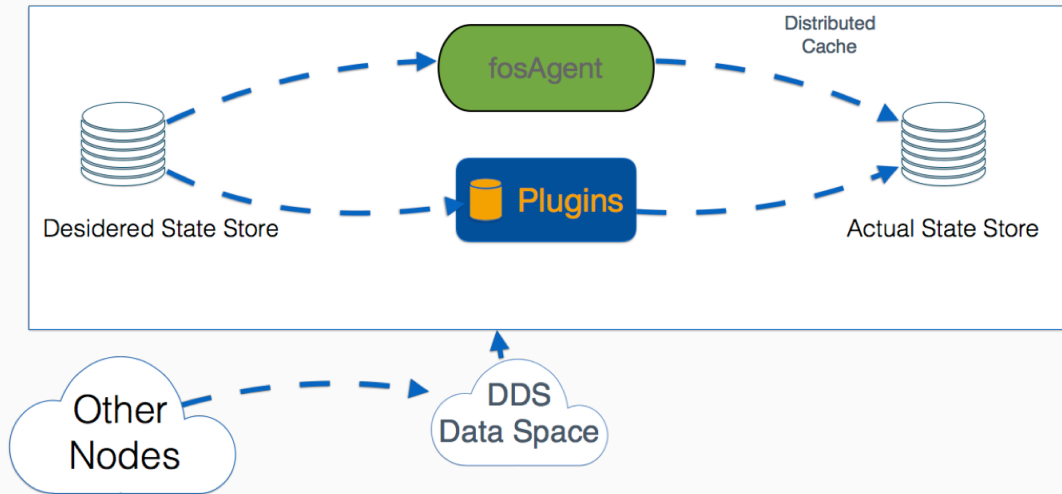 Distributed
Cache
fosAgent
Plugins
Desidered State Store
Actual State Store
Other
Nodes
DDS
Data Space